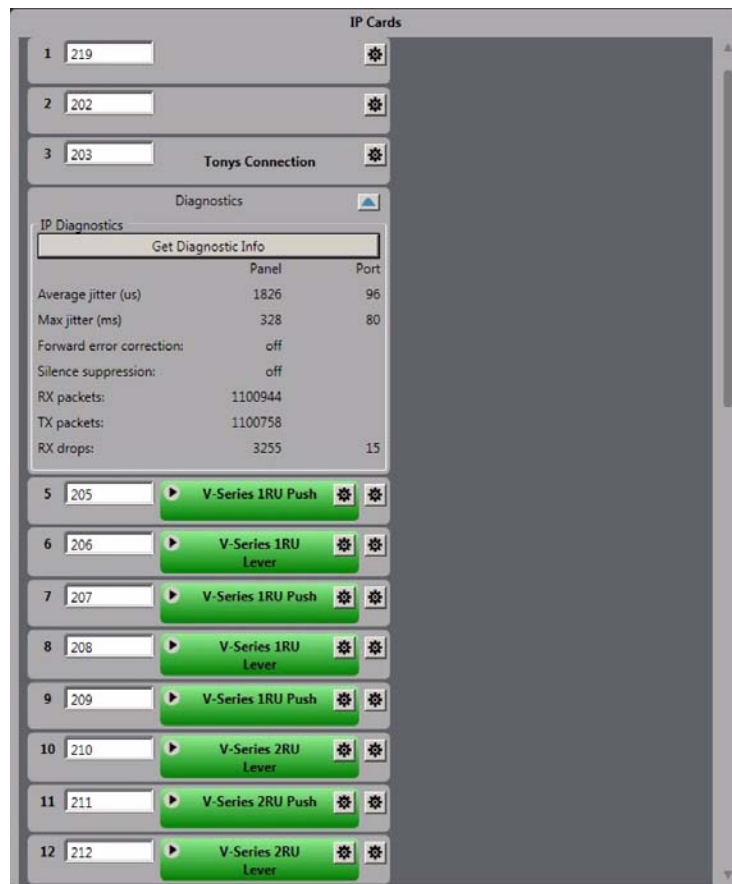 IP Cards
1 219
2 202
3 203 Tonys Connection
Diagnostics
IP Diagnostics
Get Diagnostic Info
Panel Port
Average jitter (us) 1826 96
Max jitter (ms) 328 80
Forward error correction: off
Silence suppression: off
RX packets: 1100944
TX packets: 1100758
RX drops: 3255 15
5 205 V-Series 1RU Push
6 206 V-Series 1RU
Lever
7 207 V-Series 1RU Push
8 208 V-Series 1RU
Lever
9 209 V-Series 1RU Push
10 210 V-Series 2RU
Lever
11 211 V-Series 2RU Push
12 212 V-Series 2RU
Lever